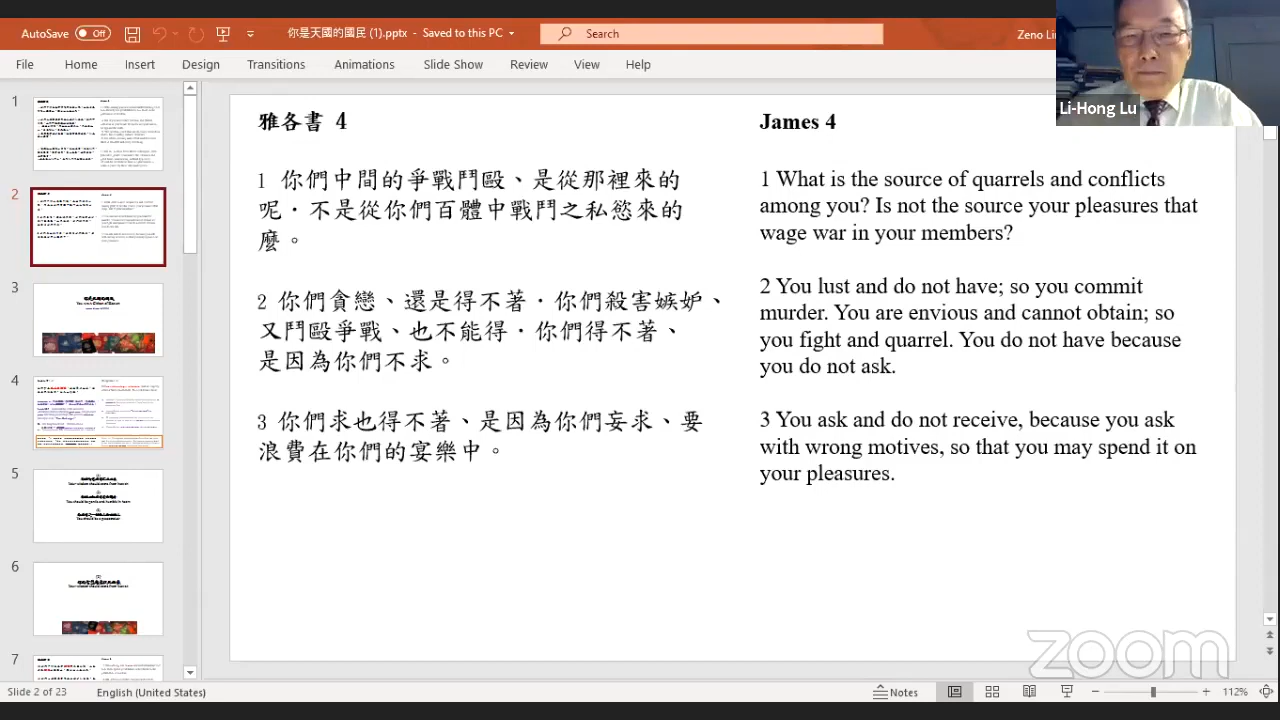 AutoSave
Off
你是天國的國民 (1).pptx - Saved to this PC
Search
Zeno Li
File
Home
Insert
Design
Transitions
Animations
Slide Show
Review
View
Help
Li-Hong Lu
1
2
3
4
5
6
7
雅各書 4
1 你們中間的爭戰鬥毆、是從那裡來的
呢．不是從你們百體中戰鬥之私慾來的
麼。
2 你們貪戀、還是得不著．你們殺害嫉妒、
又鬥毆爭戰、也不能得．你們得不著、
是因為你們不求。
3 你們求也得不著、是因為你們妄求、要
浪費在你們的宴樂中。
James 4
1 What is the source of quarrels and conflicts
among you? Is not the source your pleasures that
wage war in your members?
2 You lust and do not have; so you commit
murder. You are envious and cannot obtain; so
you fight and quarrel. You do not have because
you do not ask.
3 You ask and do not receive, because you ask
with wrong motives, so that you may spend it on
your pleasures.
zoom
Slide 2 of 23
English (United States)
Notes
112%